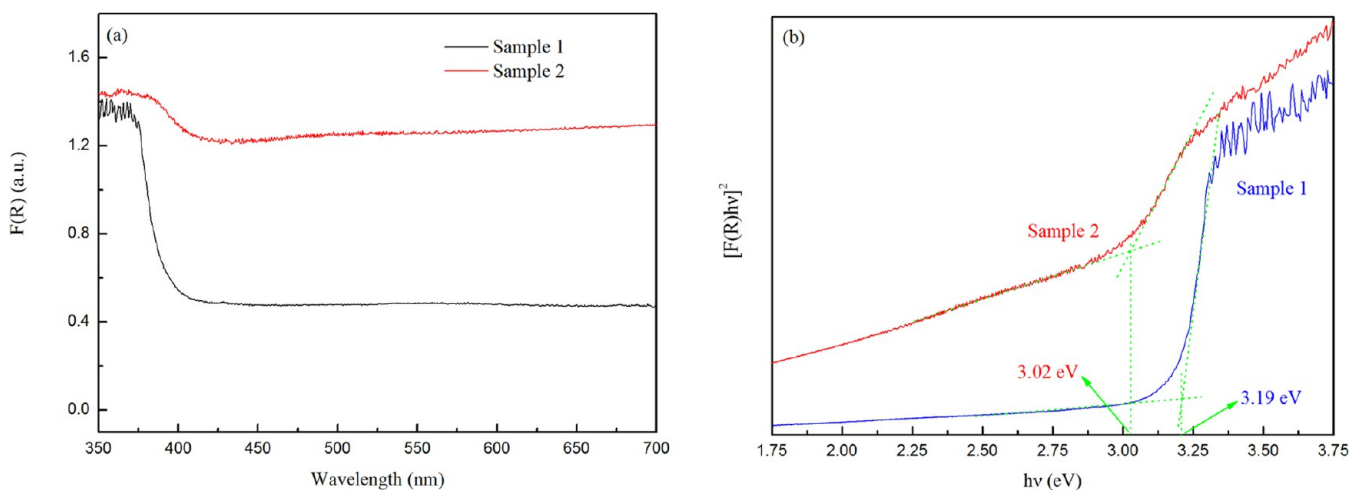 (a)
Sample 1
Sample 2
1.6
1.2
0.8
0.4
0.0
F(R) (a.u.)
350 400 450 500 550 600 650 700
Wavelength (nm)
(b)
Sample 1
Sample 2
3.02 eV
3.19 eV
[F(R)hν]²
1.75 2.00 2.25 2.50 2.75 3.00 3.25 3.50 3.75
hν (eV)